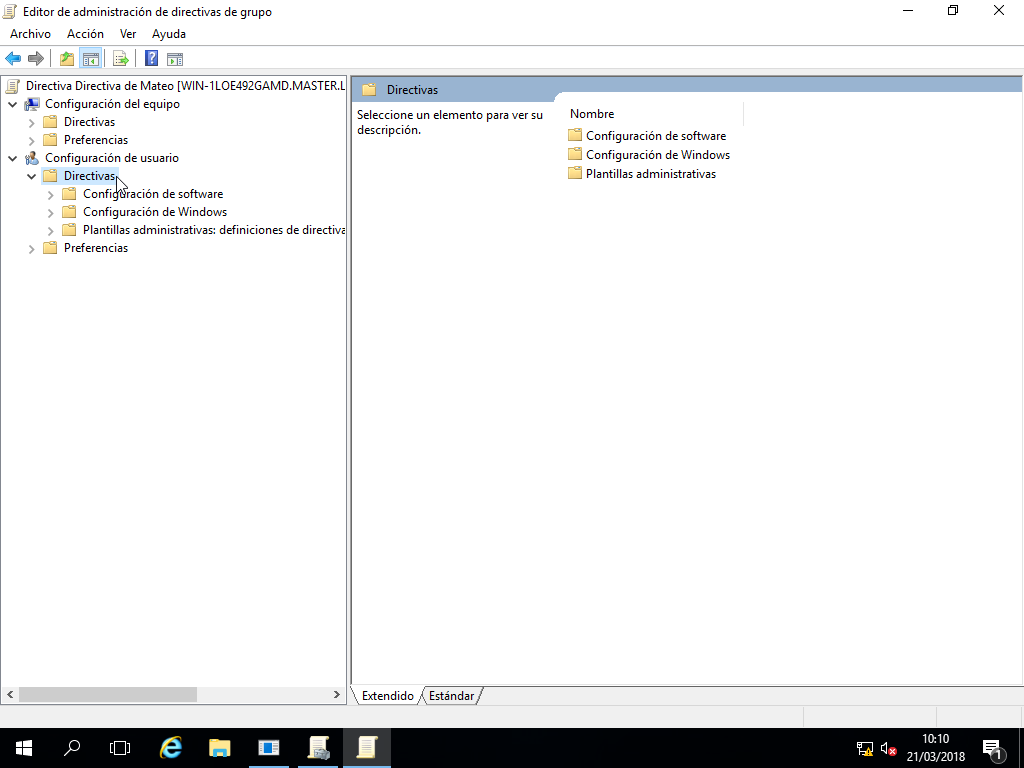 Editor de administración de directivas de grupo
Archivo Acción Ver Ayuda
Directiva Directiva de Mateo [WIN-1LOE492GAMD.MASTER.L
Configuración del equipo
Directivas
Preferencias
Configuración de usuario
Directivas
Configuración de software
Configuración de Windows
Plantillas administrativas: definiciones de directiva
Preferencias
Directivas
Seleccione un elemento para ver su
descripción.
Nombre
Configuración de software
Configuración de Windows
Plantillas administrativas
Extendido Estándar
10:10
21/03/2018
1